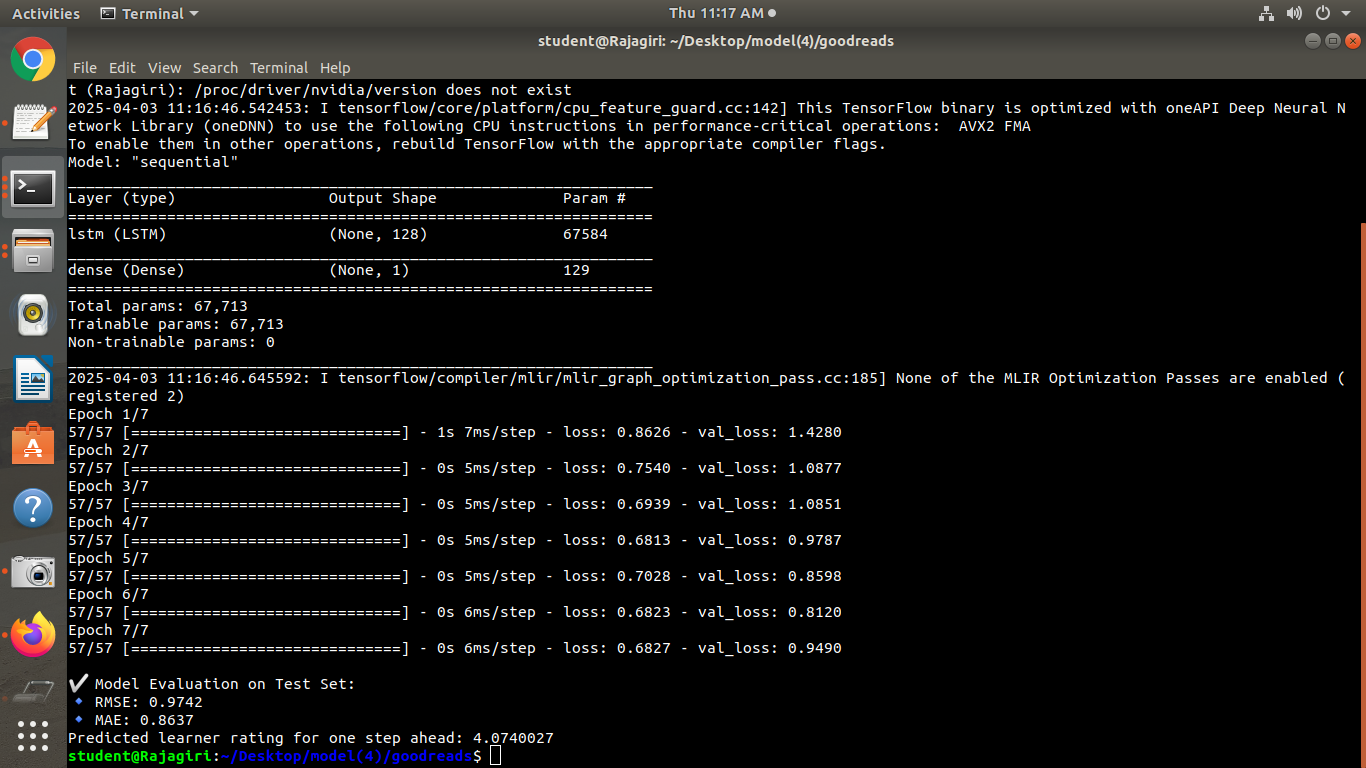 Activities Terminal Thu 11:17 AM
student@Rajagiri: ~/Desktop/model(4)/goodreads
File Edit View Search Terminal Help
t (Rajagiri): /proc/driver/nvidia/version does not exist
2025-04-03 11:16:46.542453: I tensorflow/core/platform/cpu_feature_guard.cc:142] This TensorFlow binary is optimized with oneAPI Deep Neural N
etwork Library (oneDNN) to use the following CPU instructions in performance-critical operations:  AVX2 FMA
To enable them in other operations, rebuild TensorFlow with the appropriate compiler flags.
Model: "sequential"
_________________________________________________________________
Layer (type)                 Output Shape              Param #
=================================================================
lstm (LSTM)                  (None, 128)               67584
_________________________________________________________________
dense (Dense)                (None, 1)                 129
=================================================================
Total params: 67,713
Trainable params: 67,713
Non-trainable params: 0
_________________________________________________________________
2025-04-03 11:16:46.645592: I tensorflow/compiler/mlir/mlir_graph_optimization_pass.cc:185] None of the MLIR Optimization Passes are enabled (
registered 2)
Epoch 1/7
57/57 [==============================] - 1s 7ms/step - loss: 0.8626 - val_loss: 1.4280
Epoch 2/7
57/57 [==============================] - 0s 5ms/step - loss: 0.7540 - val_loss: 1.0877
Epoch 3/7
57/57 [==============================] - 0s 5ms/step - loss: 0.6939 - val_loss: 1.0851
Epoch 4/7
57/57 [==============================] - 0s 5ms/step - loss: 0.6813 - val_loss: 0.9787
Epoch 5/7
57/57 [==============================] - 0s 5ms/step - loss: 0.7028 - val_loss: 0.8598
Epoch 6/7
57/57 [==============================] - 0s 6ms/step - loss: 0.6823 - val_loss: 0.8120
Epoch 7/7
57/57 [==============================] - 0s 6ms/step - loss: 0.6827 - val_loss: 0.9490
✔ Model Evaluation on Test Set:
🔹 RMSE: 0.9742
🔹 MAE: 0.8637
Predicted learner rating for one step ahead: 4.0740027
student@Rajagiri:~/Desktop/model(4)/goodreads$